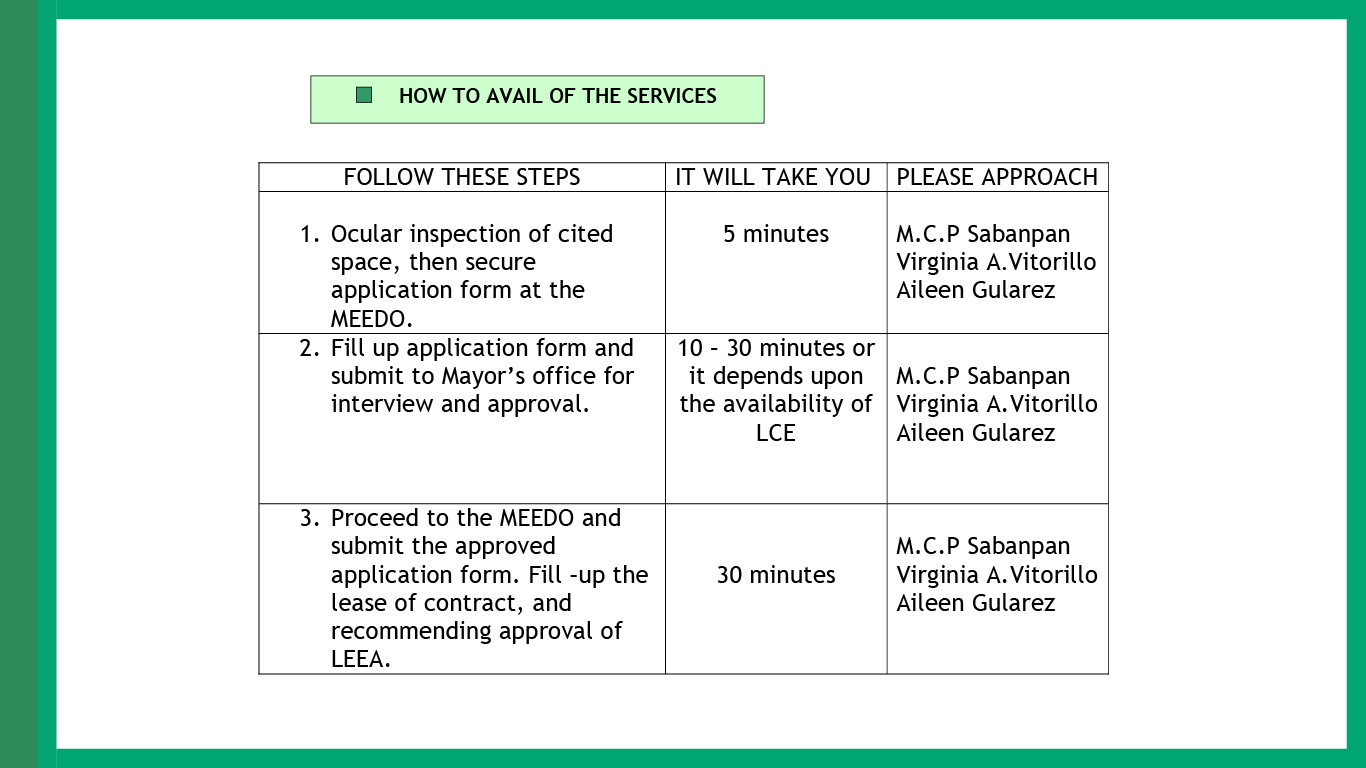 HOW TO AVAIL OF THE SERVICES
FOLLOW THESE STEPS
IT WILL TAKE YOU
PLEASE APPROACH
1. Ocular inspection of cited
space, then secure
application form at the
MEEDO.
5 minutes
M.C.P Sabanpan
Virginia A.Vitorillo
Aileen Gularez
2. Fill up application form and
submit to Mayor’s office for
interview and approval.
10 – 30 minutes or
it depends upon
the availability of
LCE
M.C.P Sabanpan
Virginia A.Vitorillo
Aileen Gularez
3. Proceed to the MEEDO and
submit the approved
application form. Fill –up the
lease of contract, and
recommending approval of
LEEA.
30 minutes
M.C.P Sabanpan
Virginia A.Vitorillo
Aileen Gularez